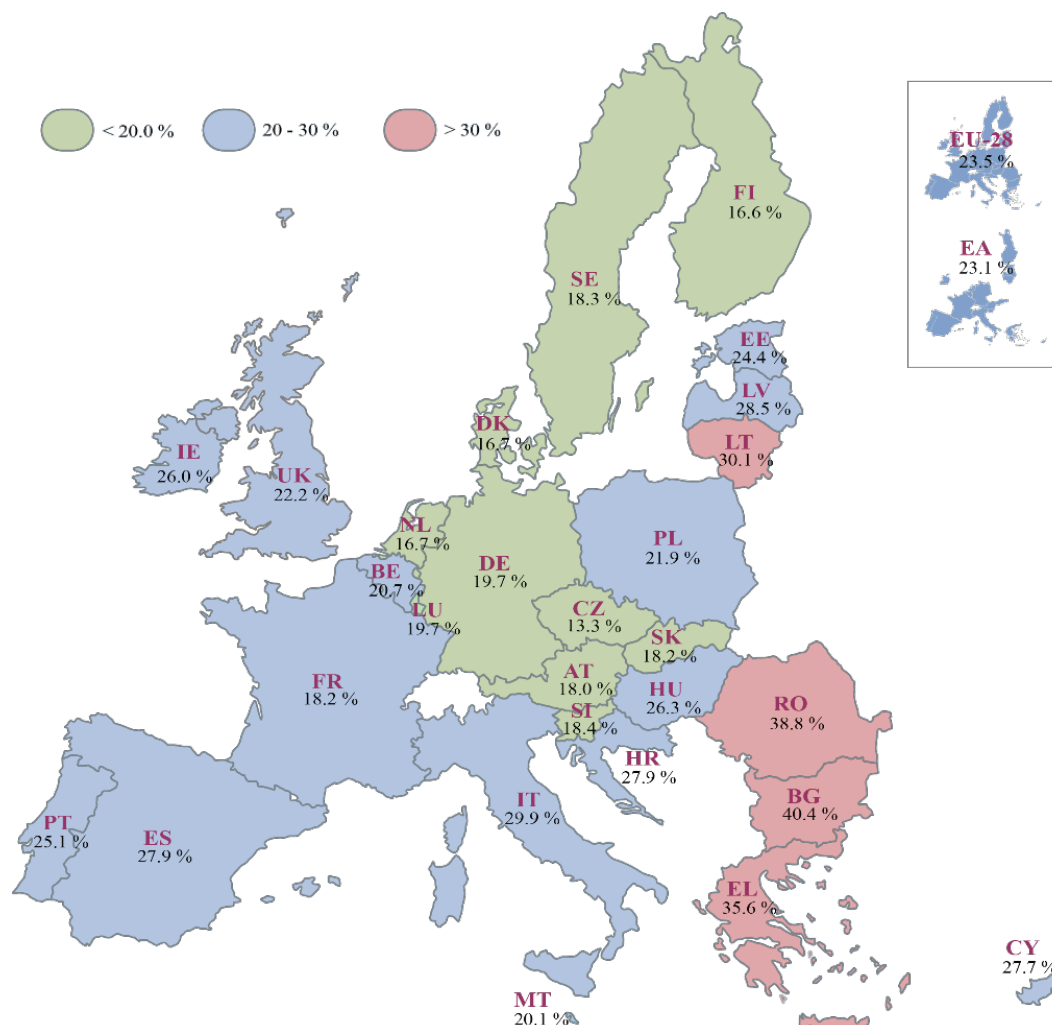 < 20.0 %
20 - 30 %
> 30 %
EU-28
23.5 %
EA
23.1 %
FI
16.6 %
SE
18.3 %
EE
24.4 %
LV
28.5 %
LT
30.1 %
DK
16.7 %
IE
26.0 %
UK
22.2 %
NL
16.7 %
BE
20.7 %
LU
19.7 %
DE
19.7 %
PL
21.9 %
CZ
13.3 %
SK
18.2 %
AT
18.0 %
HU
26.3 %
SI
18.4 %
FR
18.2 %
RO
38.8 %
HR
27.9 %
BG
40.4 %
IT
29.9 %
PT
25.1 %
ES
27.9 %
EL
35.6 %
CY
27.7 %
MT
20.1 %